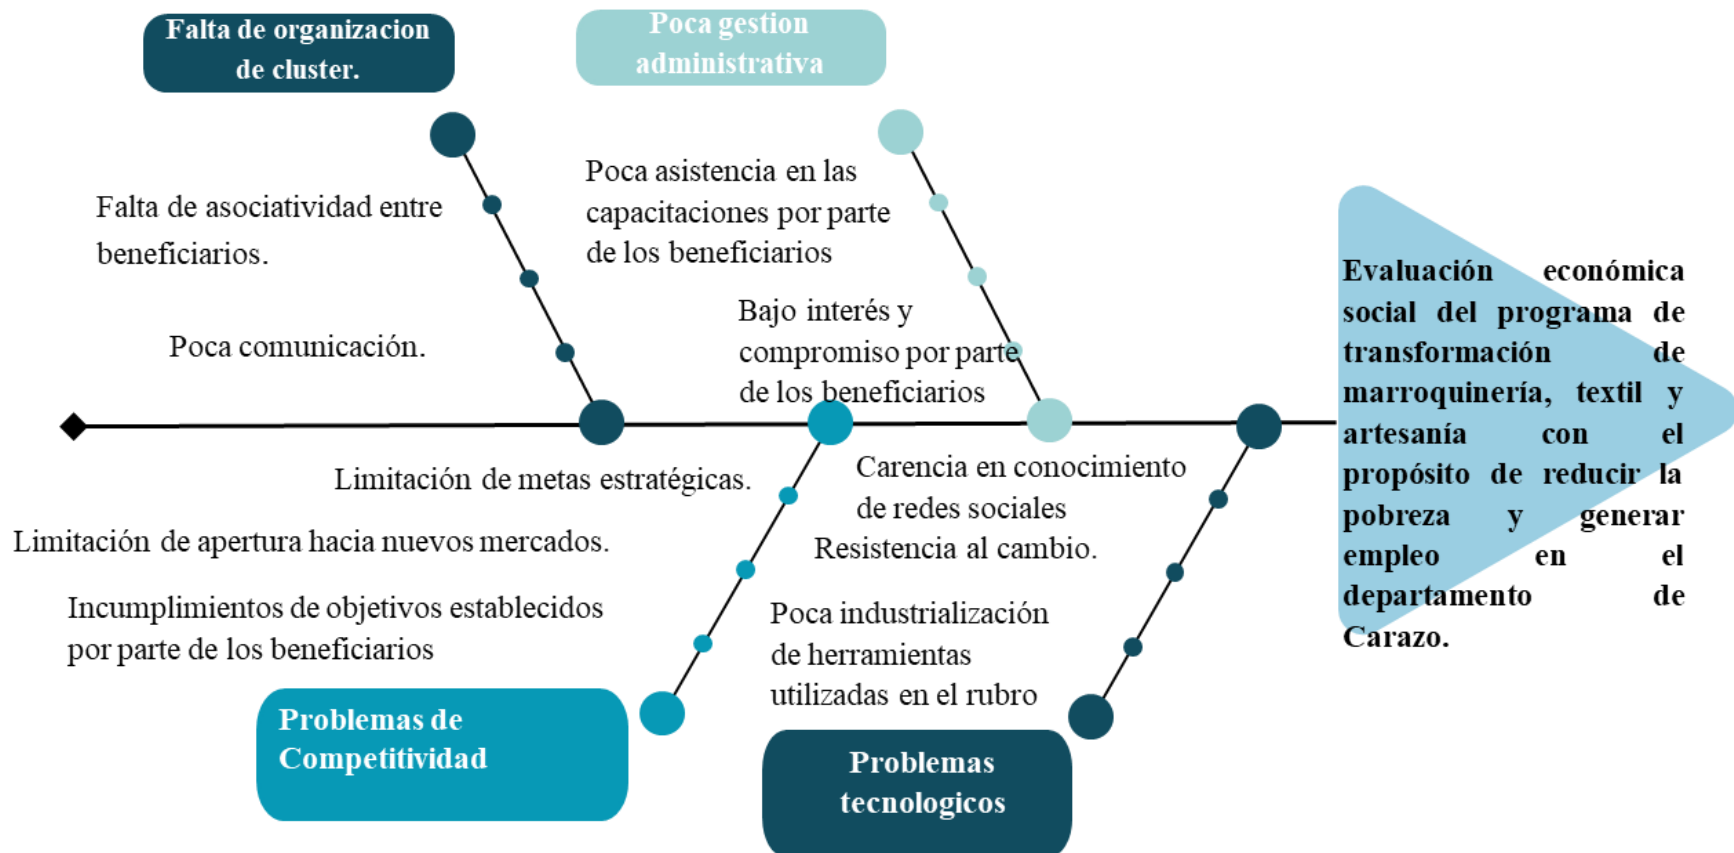 Falta de organizacion
de cluster.
Poca gestion
administrativa
Falta de asociatividad entre
beneficiarios.
Poca comunicación.
Poca asistencia en las
capacitaciones por parte
de los beneficiarios
Bajo interés y
compromiso por parte
de los beneficiarios
Limitación de metas estratégicas.
Limitación de apertura hacia nuevos mercados.
Incumplimientos de objetivos establecidos
por parte de los beneficiarios
Problemas de
Competitividad
Carencia en conocimiento
de redes sociales
Resistencia al cambio.
Poca industrialización
de herramientas
utilizadas en el rubro
Problemas
tecnologicos
Evaluación económica
social del programa de
transformación de
marroquinería, textil y
artesanía con el
propósito de reducir la
pobreza y generar
empleo en el
departamento de
Carazo.